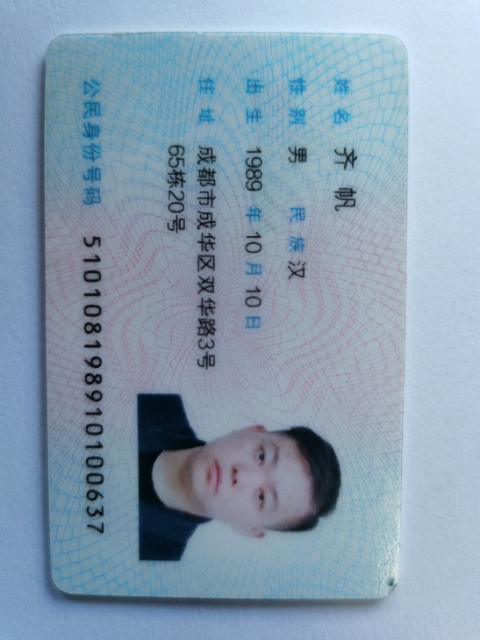 姓名 齐帆
性别 男 民族 汉
出生 1989 年 10 月 10 日
住址 成都市成华区双华路3号
65栋20号
公民身份号码 510108198910100637